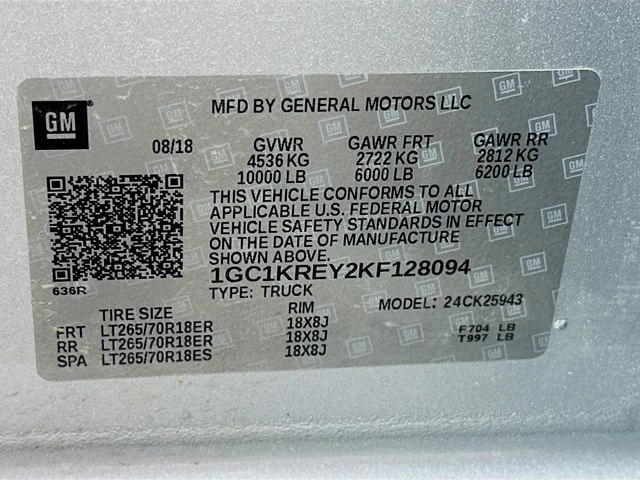 GM
MFD BY GENERAL MOTORS LLC
08/18 GVWR GAWR FRT GAWR RR
4536 KG 2722 KG 2812 KG
10000 LB 6000 LB 6200 LB
THIS VEHICLE CONFORMS TO ALL
APPLICABLE U.S. FEDERAL MOTOR
VEHICLE SAFETY STANDARDS IN EFFECT
ON THE DATE OF MANUFACTURE
SHOWN ABOVE.
1GC1KREY2KF128094
636R
TYPE: TRUCK MODEL: 24CK25943
TIRE SIZE RIM
FRT LT265/70R18ER 18X8J
RR LT265/70R18ER 18X8J
SPA LT265/70R18ES 18X8J
F704 LB
T997 LB